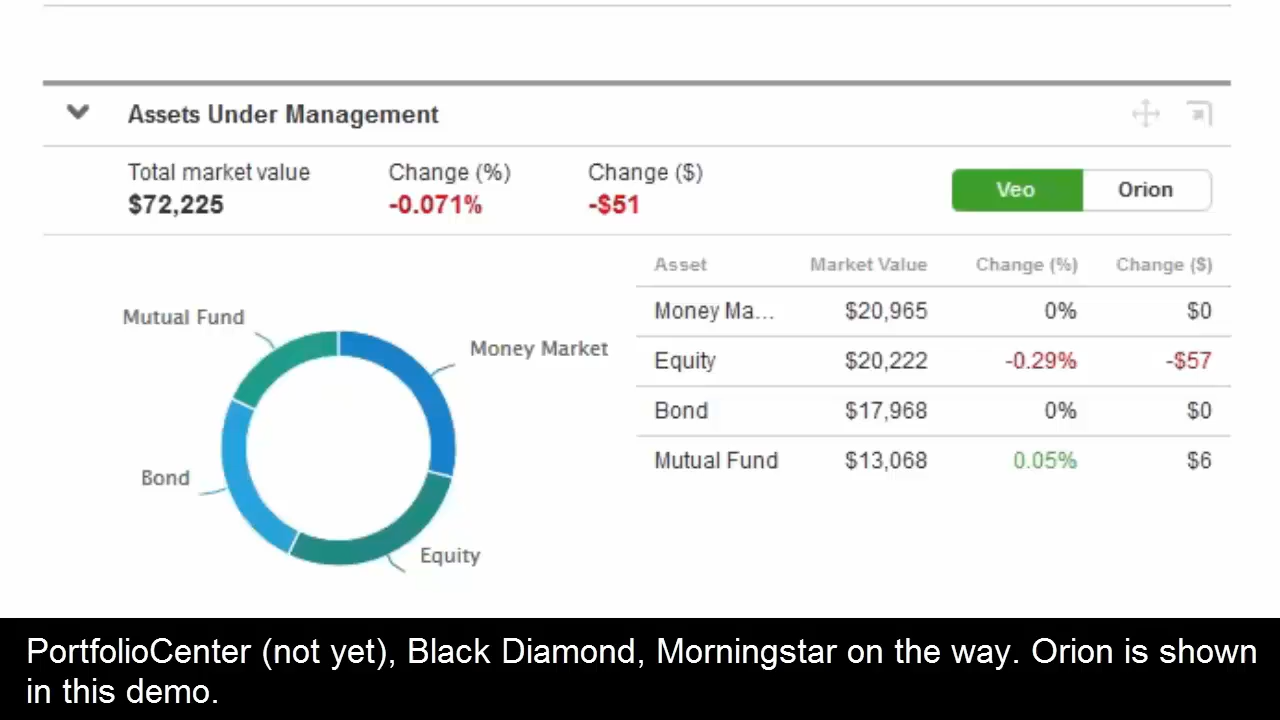 Assets Under Management
Total market value Change (%) Change ($)
$72,225 -0.071% -$51
Veo Orion
Asset Market Value Change (%) Change ($)
Money Ma... $20,965 0% $0
Equity $20,222 -0.29% -$57
Bond $17,968 0% $0
Mutual Fund $13,068 0.05% $6
Mutual Fund
Money Market
Bond
Equity
PortfolioCenter (not yet), Black Diamond, Morningstar on the way. Orion is shown
in this demo.